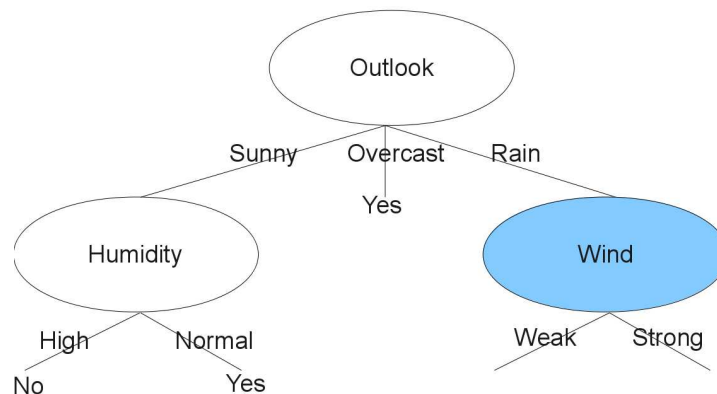 Outlook
Sunny Overcast Rain
Yes
Humidity Wind
High Normal Weak Strong
No Yes